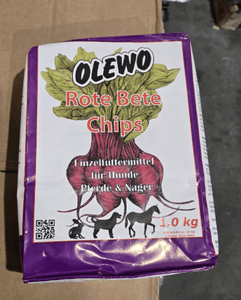 OLEWO
Rote Bete
Chips
Einzelfuttermittel
für Hunde,
Pferde & Nager
1,0 kg